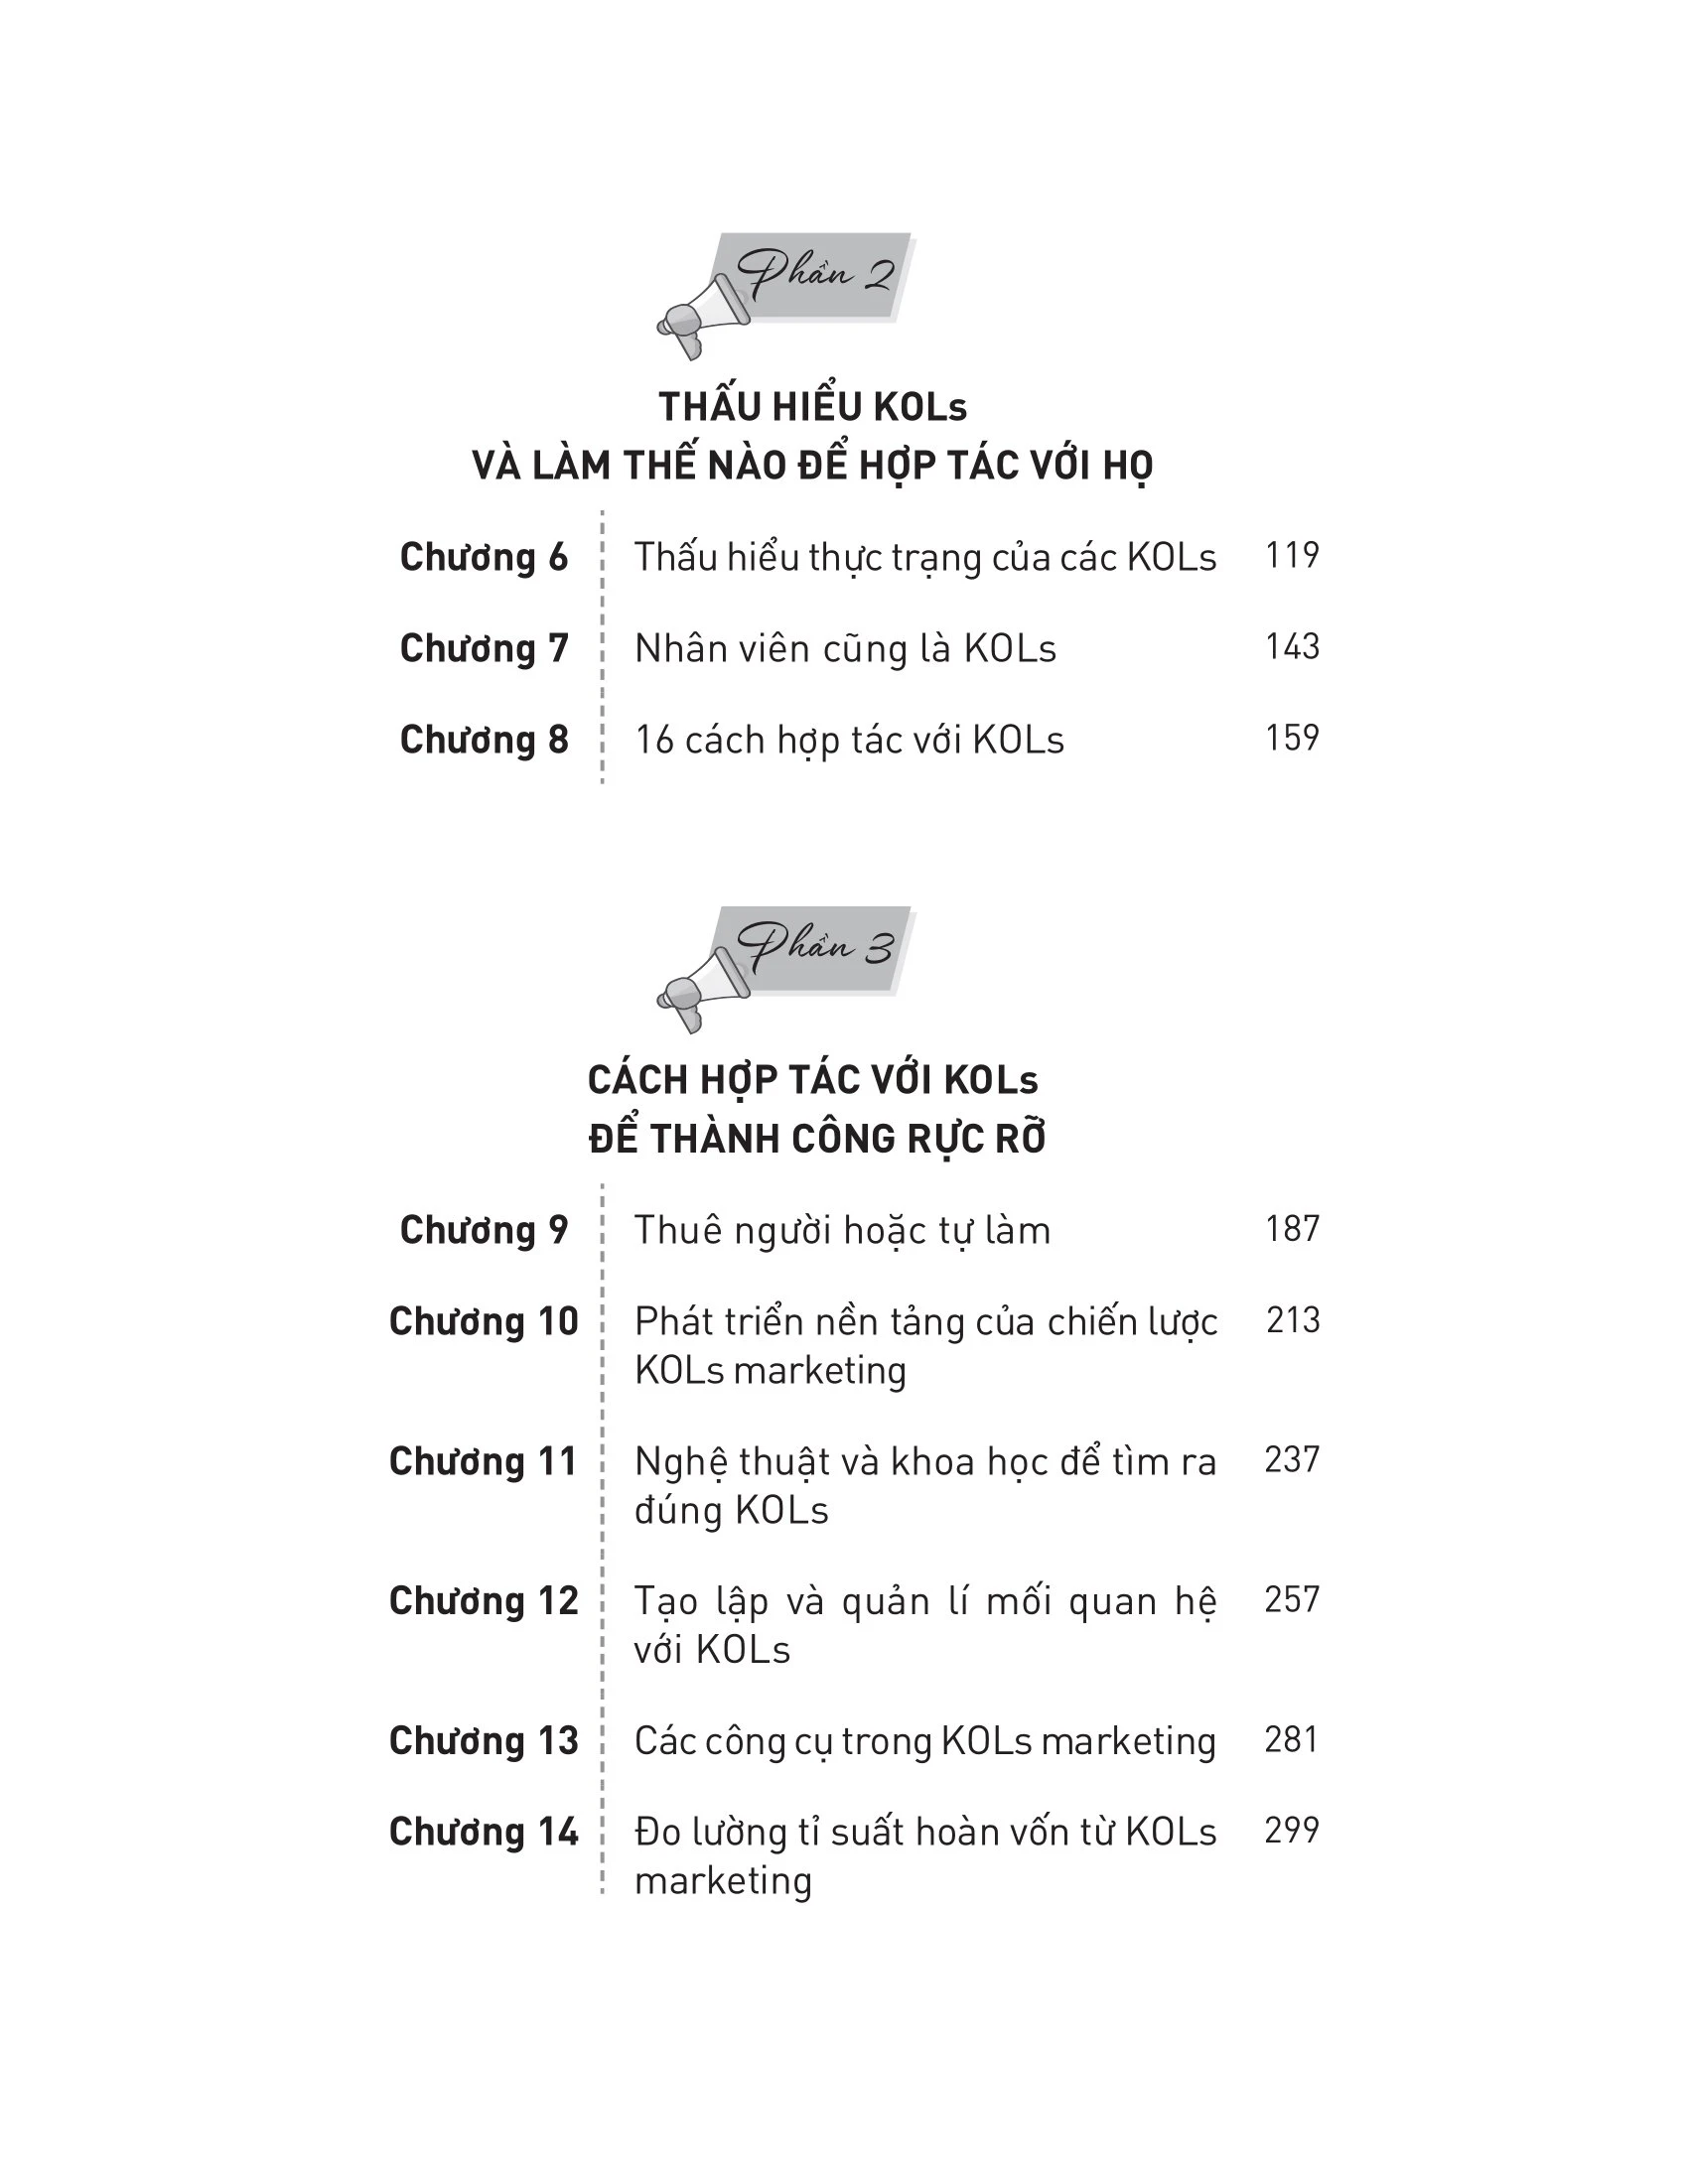 Phần 2
THẤU HIỂU KOLs
VÀ LÀM THẾ NÀO ĐỂ HỢP TÁC VỚI HỌ
Chương 6 Thấu hiểu thực trạng của các KOLs 119
Chương 7 Nhân viên cũng là KOLs 143
Chương 8 16 cách hợp tác với KOLs 159
Phần 3
CÁCH HỢP TÁC VỚI KOLs
ĐỂ THÀNH CÔNG RỰC RỠ
Chương 9 Thuê người hoặc tự làm 187
Chương 10 Phát triển nền tảng của chiến lược 213
KOLs marketing
Chương 11 Nghệ thuật và khoa học để tìm ra 237
đúng KOLs
Chương 12 Tạo lập và quản lí mối quan hệ 257
với KOLs
Chương 13 Các công cụ trong KOLs marketing 281
Chương 14 Đo lường tỉ suất hoàn vốn từ KOLs 299
marketing